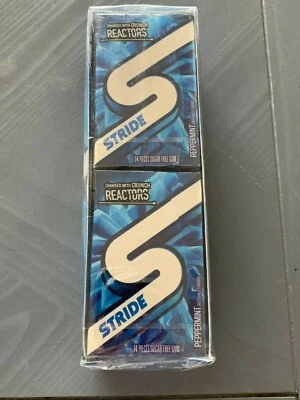 CHARGED WITH CRUNCH
REACTORS
STRIDE
14 PIECES SUGAR FREE GUM
PEPPERMINT
CHARGED WITH CRUNCH
REACTORS
STRIDE
14 PIECES SUGAR FREE GUM
PEPPERMINT